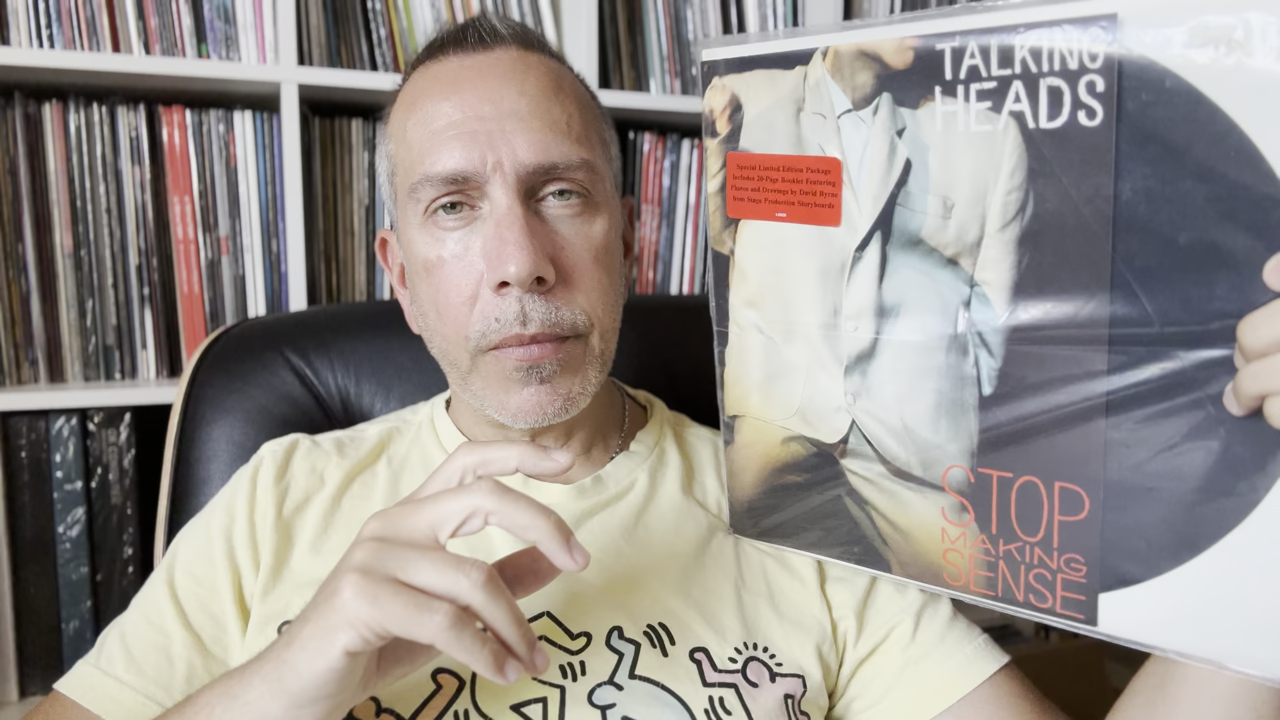 TALKING
HEADS
Special Limited Edition Package
Includes 20-Page Booklet Featuring
Photos and Drawings by David Byrne
from Stage Production Storyboards
STOP
MAKING
SENSE